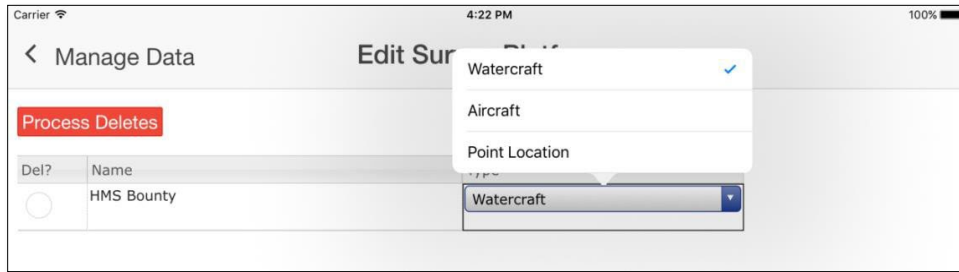 Carrier 4:22 PM 100%
Manage Data Edit
Watercraft
Aircraft
Point Location
Process Deletes
Del? Name Type
HMS Bounty Watercraft